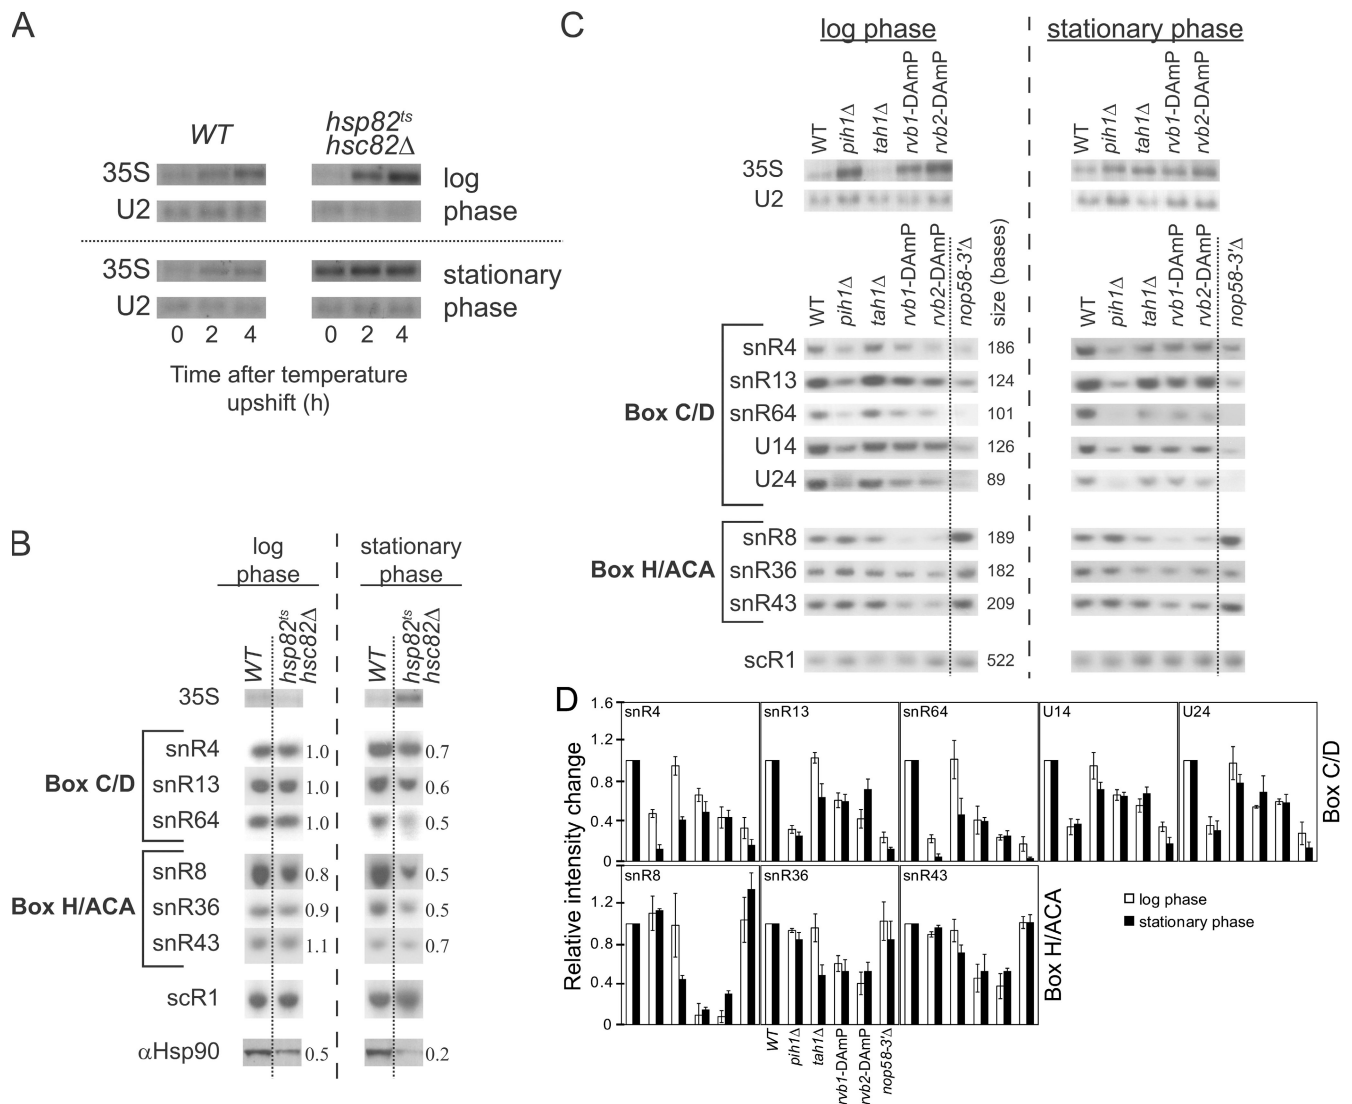 A
WT
hsp82ts
hsc82Δ
35S
log
U2
phase
35S
stationary
U2
phase
0 2 4 0 2 4
Time after temperature
upshift (h)
B
log
phase
stationary
phase
WT
hsp82ts
hsc82Δ
WT
hsp82ts
hsc82Δ
35S
Box C/D
snR4 1.0 0.7
snR13 1.0 0.6
snR64 1.0 0.5
Box H/ACA
snR8 0.8 0.5
snR36 0.9 0.5
snR43 1.1 0.7
scR1
αHsp90 0.5 0.2
C
log phase
stationary phase
WT
pih1Δ
tah1Δ
rvb1-DAmP
rvb2-DAmP
WT
pih1Δ
tah1Δ
rvb1-DAmP
rvb2-DAmP
35S
U2
WT
pih1Δ
tah1Δ
rvb1-DAmP
rvb2-DAmP
nop58-3'Δ
size (bases)
WT
pih1Δ
tah1Δ
rvb1-DAmP
rvb2-DAmP
nop58-3'Δ
Box C/D
snR4 186
snR13 124
snR64 101
U14 126
U24 89
Box H/ACA
snR8 189
snR36 182
snR43 209
scR1 522
D
Relative intensity change
1.6
1.2
0.8
0.4
0
snR4
snR13
snR64
U14
U24
Box C/D
1.2
0.8
0.4
0
snR8
snR36
snR43
Box H/ACA
log phase
stationary phase
WT
pih1Δ
tah1Δ
rvb1-DAmP
rvb2-DAmP
nop58-3'Δ